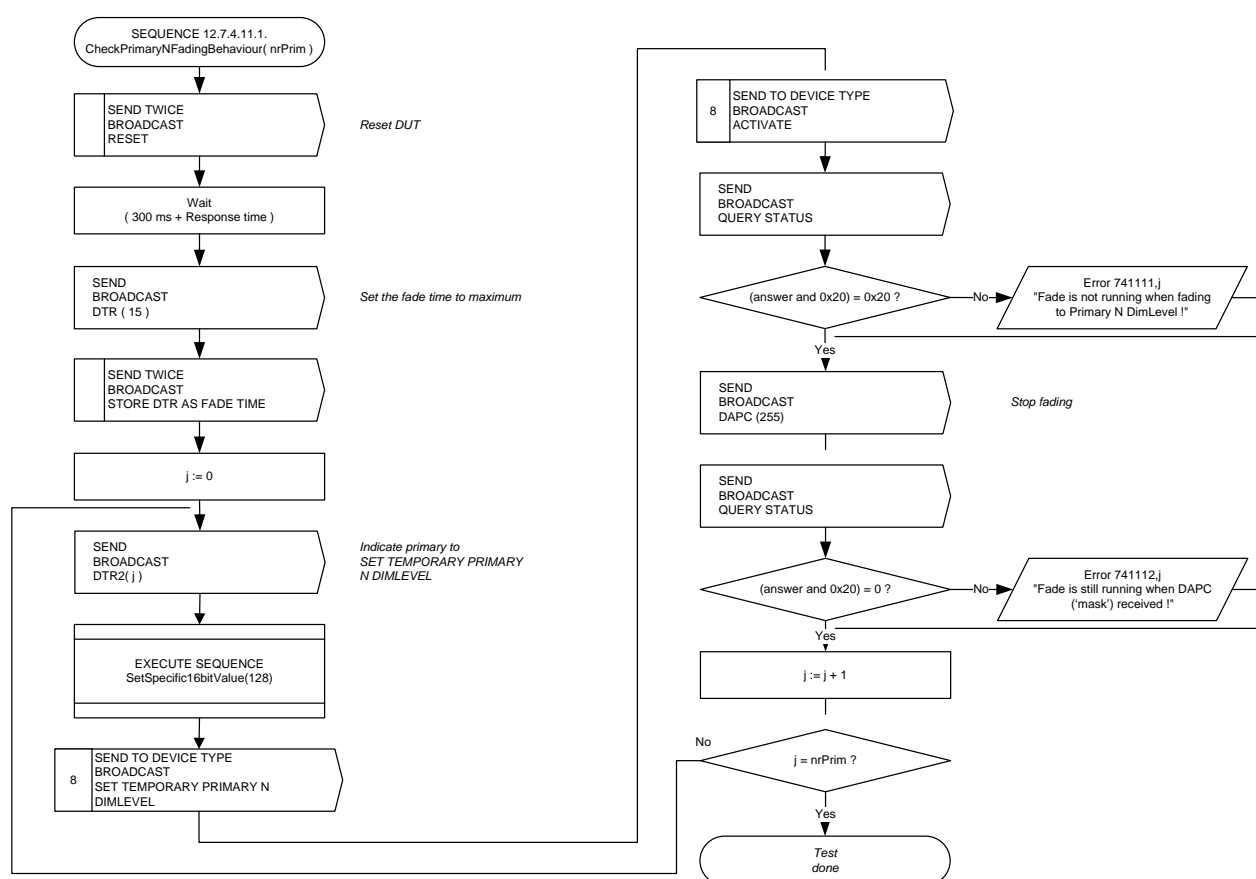 SEQUENCE 12.7.4.11.1.
CheckPrimaryNFadingBehaviour( nrPrim )
SEND TWICE
BROADCAST
RESET
Reset DUT
Wait
( 300 ms + Response time )
SEND
BROADCAST
DTR ( 15 )
Set the fade time to maximum
SEND TWICE
BROADCAST
STORE DTR AS FADE TIME
j := 0
SEND
BROADCAST
DTR2( j )
Indicate primary to
SET TEMPORARY PRIMARY
N DIMLEVEL
EXECUTE SEQUENCE
SetSpecific16bitValue(128)
8
SEND TO DEVICE TYPE
BROADCAST
SET TEMPORARY PRIMARY N
DIMLEVEL
8
SEND TO DEVICE TYPE
BROADCAST
ACTIVATE
SEND
BROADCAST
QUERY STATUS
(answer and 0x20) = 0x20 ?
No
Error 741111,j
"Fade is not running when fading
to Primary N DimLevel !"
Yes
SEND
BROADCAST
DAPC (255)
Stop fading
SEND
BROADCAST
QUERY STATUS
(answer and 0x20) = 0 ?
No
Error 741112,j
"Fade is still running when DAPC
(‘mask’) received !"
Yes
j := j + 1
No
j = nrPrim ?
Yes
Test
done